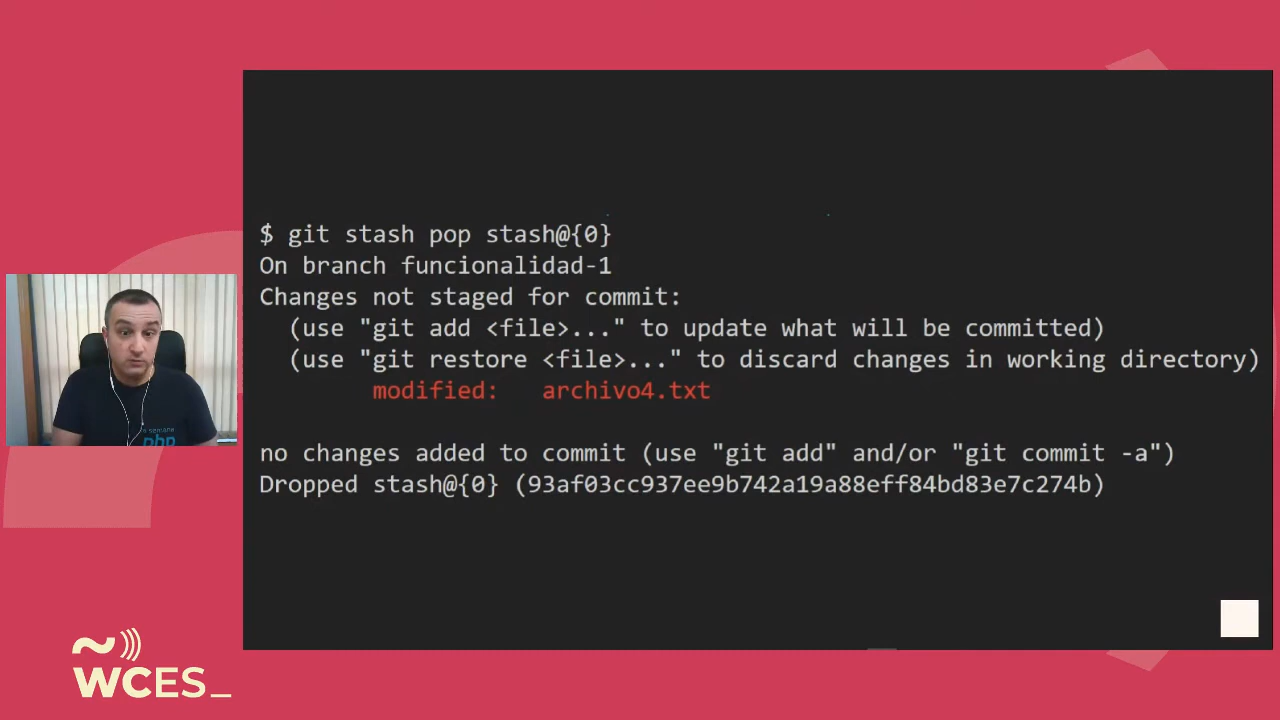 $ git stash pop stash@{0}
On branch funcionalidad-1
Changes not staged for commit:
  (use "git add <file>..." to update what will be committed)
  (use "git restore <file>..." to discard changes in working directory)
        modified:   archivo4.txt
no changes added to commit (use "git add" and/or "git commit -a")
Dropped stash@{0} (93af03cc937ee9b742a19a88eff84bd83e7c274b)
php
~
WCES_